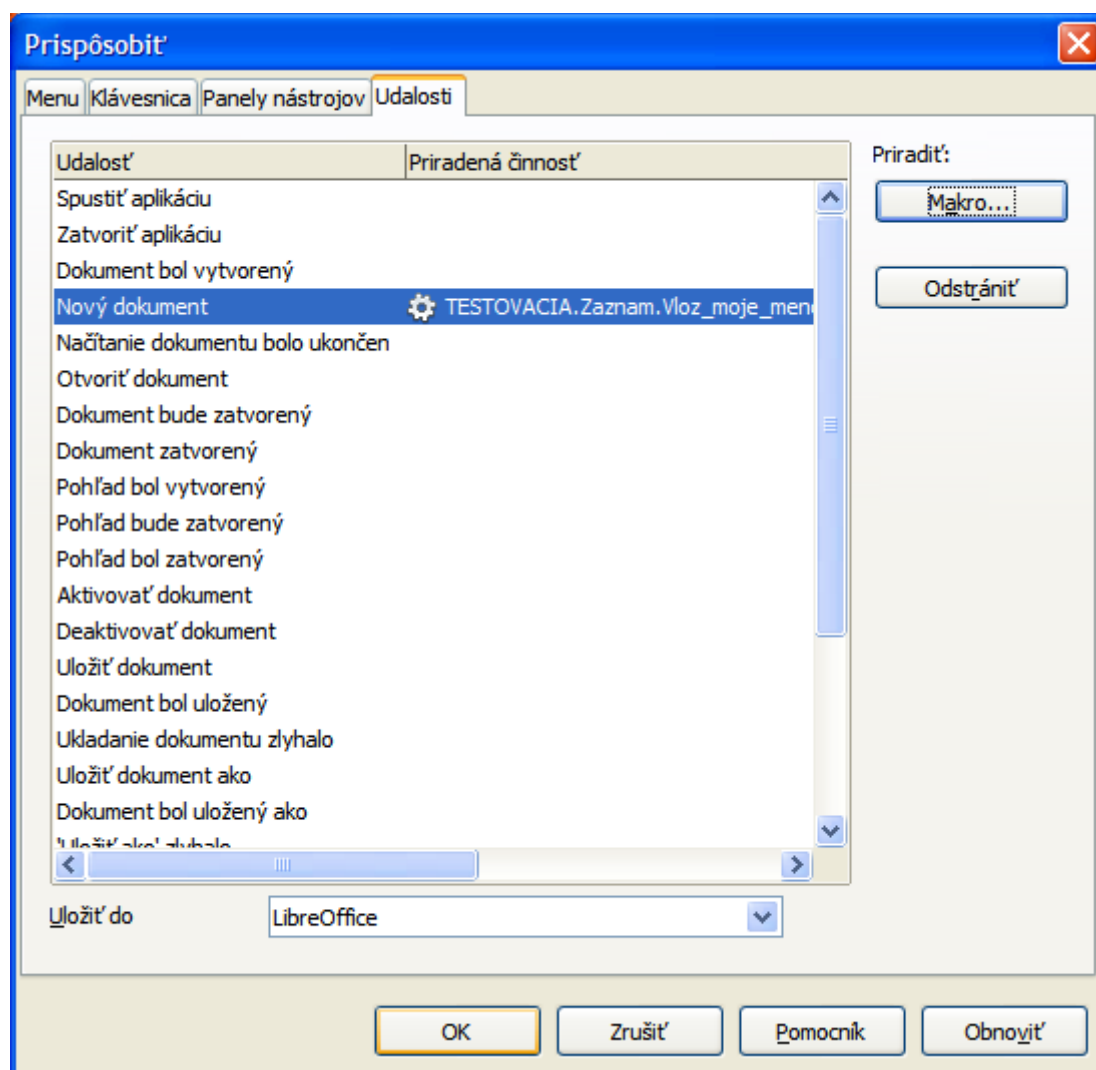 Prispôsobiť
Menu Klávesnica Panely nástrojov Udalosti
Udalosť Priradená činnosť
Spustiť aplikáciu
Zatvoriť aplikáciu
Dokument bol vytvorený
Nový dokument TESTOVACIA.Zaznam.Vloz_moje_men
Načítanie dokumentu bolo ukončen
Otvoriť dokument
Dokument bude zatvorený
Dokument zatvorený
Pohľad bol vytvorený
Pohľad bude zatvorený
Pohľad bol zatvorený
Aktivovať dokument
Deaktivovať dokument
Uložiť dokument
Dokument bol uložený
Ukladanie dokumentu zlyhalo
Uložiť dokument ako
Dokument bol uložený ako
'Uložiť ako' zlyhalo
Priradiť:
Makro...
Odstrániť
Uložiť do LibreOffice
OK Zrušiť Pomocník Obnoviť